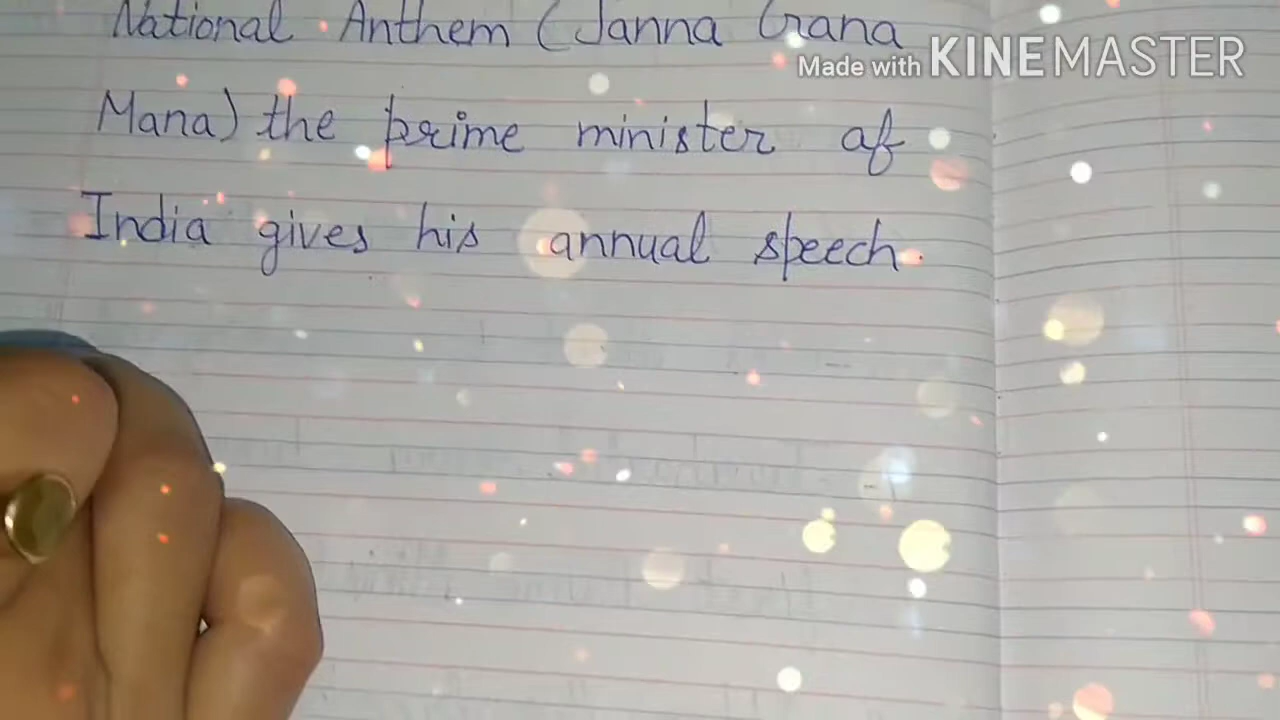 National Anthem (Janna Grana
Made with KINEMASTER
Mana) the prime minister of
India gives his annual speech.